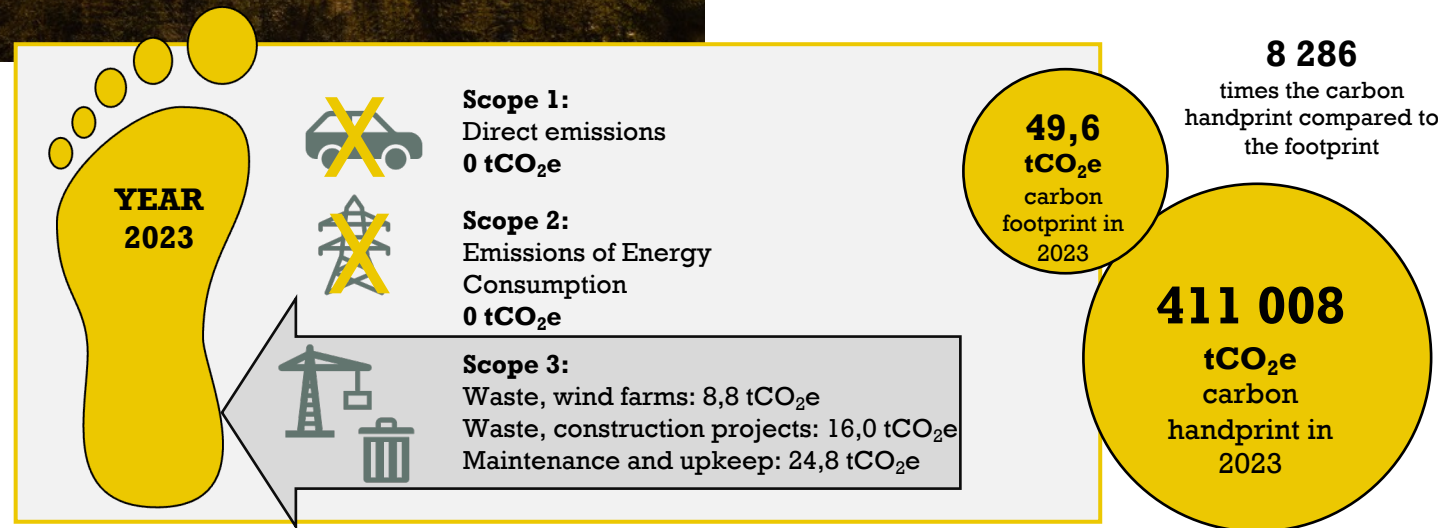 YEAR
2023
Scope 1:
Direct emissions
0 tCO₂e
Scope 2:
Emissions of Energy
Consumption
0 tCO₂e
Scope 3:
Waste, wind farms: 8,8 tCO₂e
Waste, construction projects: 16,0 tCO₂e
Maintenance and upkeep: 24,8 tCO₂e
49,6
tCO₂e
carbon
footprint in
2023
8 286
times the carbon
handprint compared to
the footprint
411 008
tCO₂e
carbon
handprint in
2023